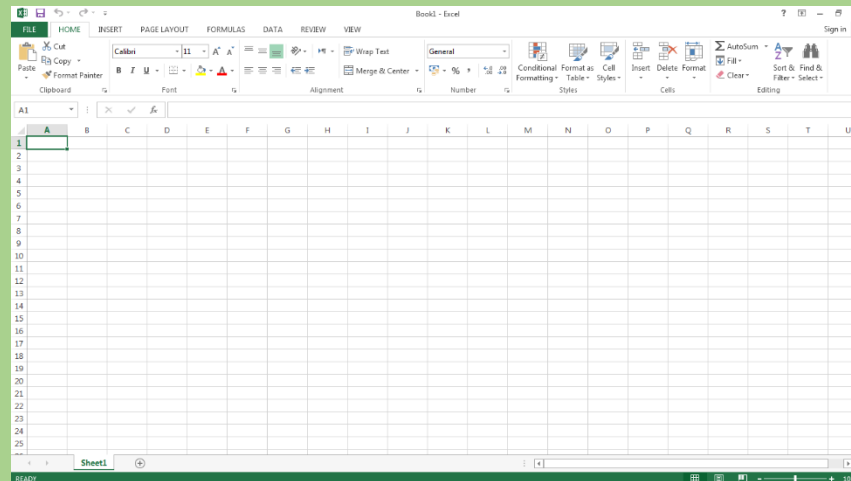 Book1 - Excel
?
FILE HOME INSERT PAGE LAYOUT FORMULAS DATA REVIEW VIEW Sign in
Cut
Copy
Format Painter
Paste
Clipboard
Calibri 11 A A
B I U A
Font
Wrap Text
Merge & Center
Alignment
General
% ,
Number
Conditional Formatting
Format as Table
Cell Styles
Styles
Insert Delete Format
Cells
AutoSum
Fill
Clear
Sort & Filter
Find & Select
Editing
A1 fx
A B C D E F G H I J K L M N O P Q R S T U
1
2
3
4
5
6
7
8
9
10
11
12
13
14
15
16
17
18
19
20
21
22
23
24
25
Sheet1
READY